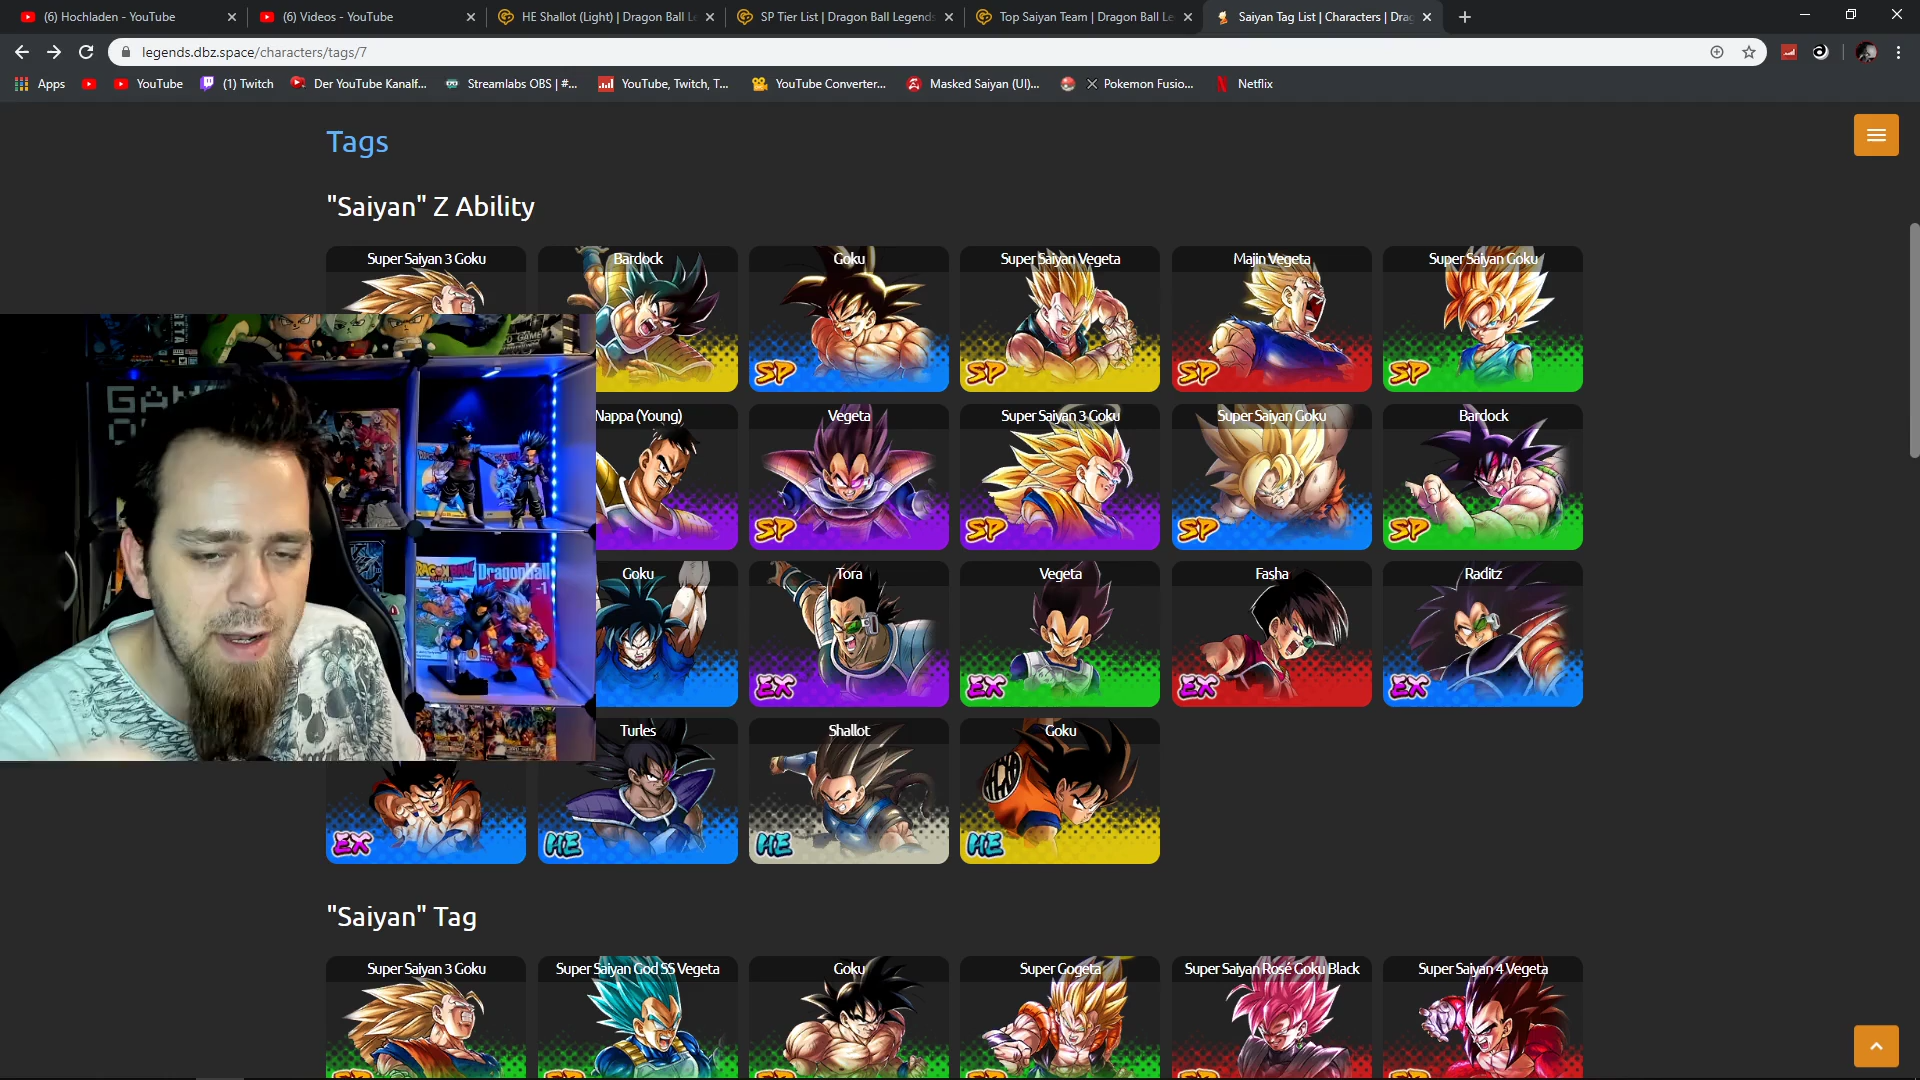 (6) Hochladen - YouTube
(6) Videos - YouTube
HE Shallot (Light) | Dragon Ball Le
SP Tier List | Dragon Ball Legends
Top Saiyan Team | Dragon Ball Le
Saiyan Tag List | Characters | Drag
legends.dbz.space/characters/tags/7
Apps
YouTube
(1) Twitch
Der YouTube Kanalf...
Streamlabs OBS | #...
YouTube, Twitch, T...
YouTube Converter...
Masked Saiyan (UI)...
Pokemon Fusio...
Netflix
Tags
"Saiyan" Z Ability
Super Saiyan 3 Goku
Bardock
Goku
Super Saiyan Vegeta
Majin Vegeta
Super Saiyan Goku
SP
SP
SP
SP
Nappa (Young)
Vegeta
Super Saiyan 3 Goku
Super Saiyan Goku
Bardock
SP
SP
SP
SP
Goku
Tora
Vegeta
Fasha
Raditz
EX
EX
EX
EX
Turles
Shallot
Goku
EX
HE
HE
HE
"Saiyan" Tag
Super Saiyan 3 Goku
Super Saiyan God SS Vegeta
Goku
Super Gogeta
Super Saiyan Rosé Goku Black
Super Saiyan 4 Vegeta